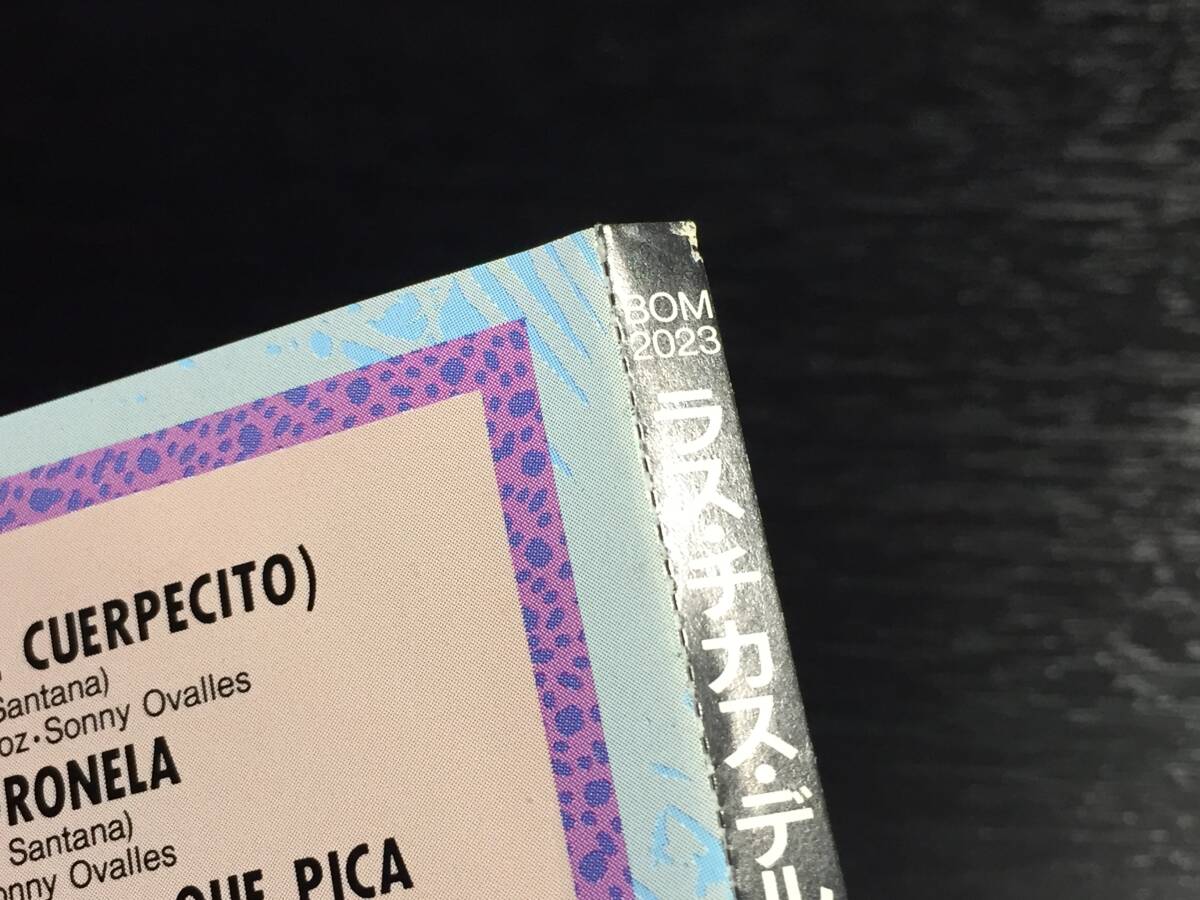 CUERPECITO)
Santana)
oz・Sonny Ovalles
RONELA
Santana)
onny Ovalles
QUE PICA
BOM
2023
ラス・チカス・デル